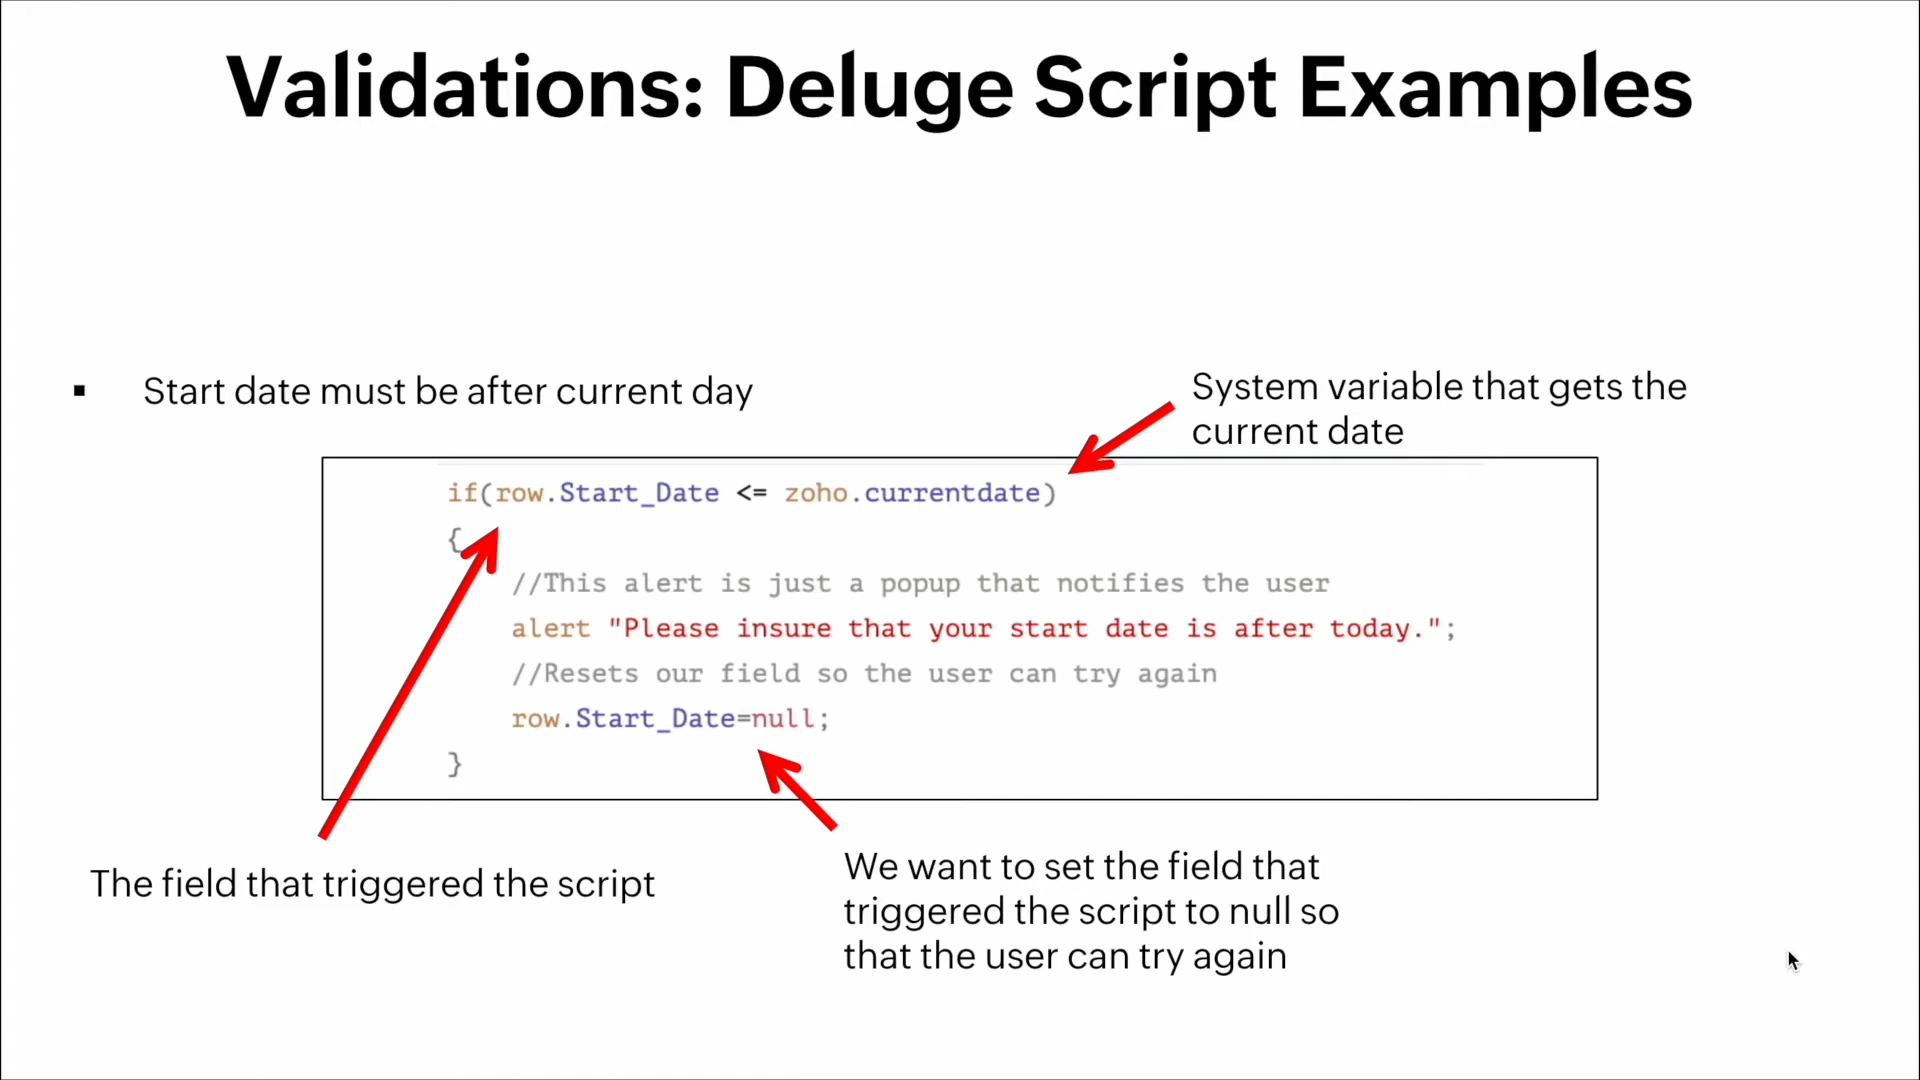 Validations: Deluge Script Examples
▪ Start date must be after current day
System variable that gets the
current date
if(row.Start_Date <= zoho.currentdate)
{
//This alert is just a popup that notifies the user
alert "Please insure that your start date is after today.";
//Resets our field so the user can try again
row.Start_Date=null;
}
The field that triggered the script
We want to set the field that
triggered the script to null so
that the user can try again